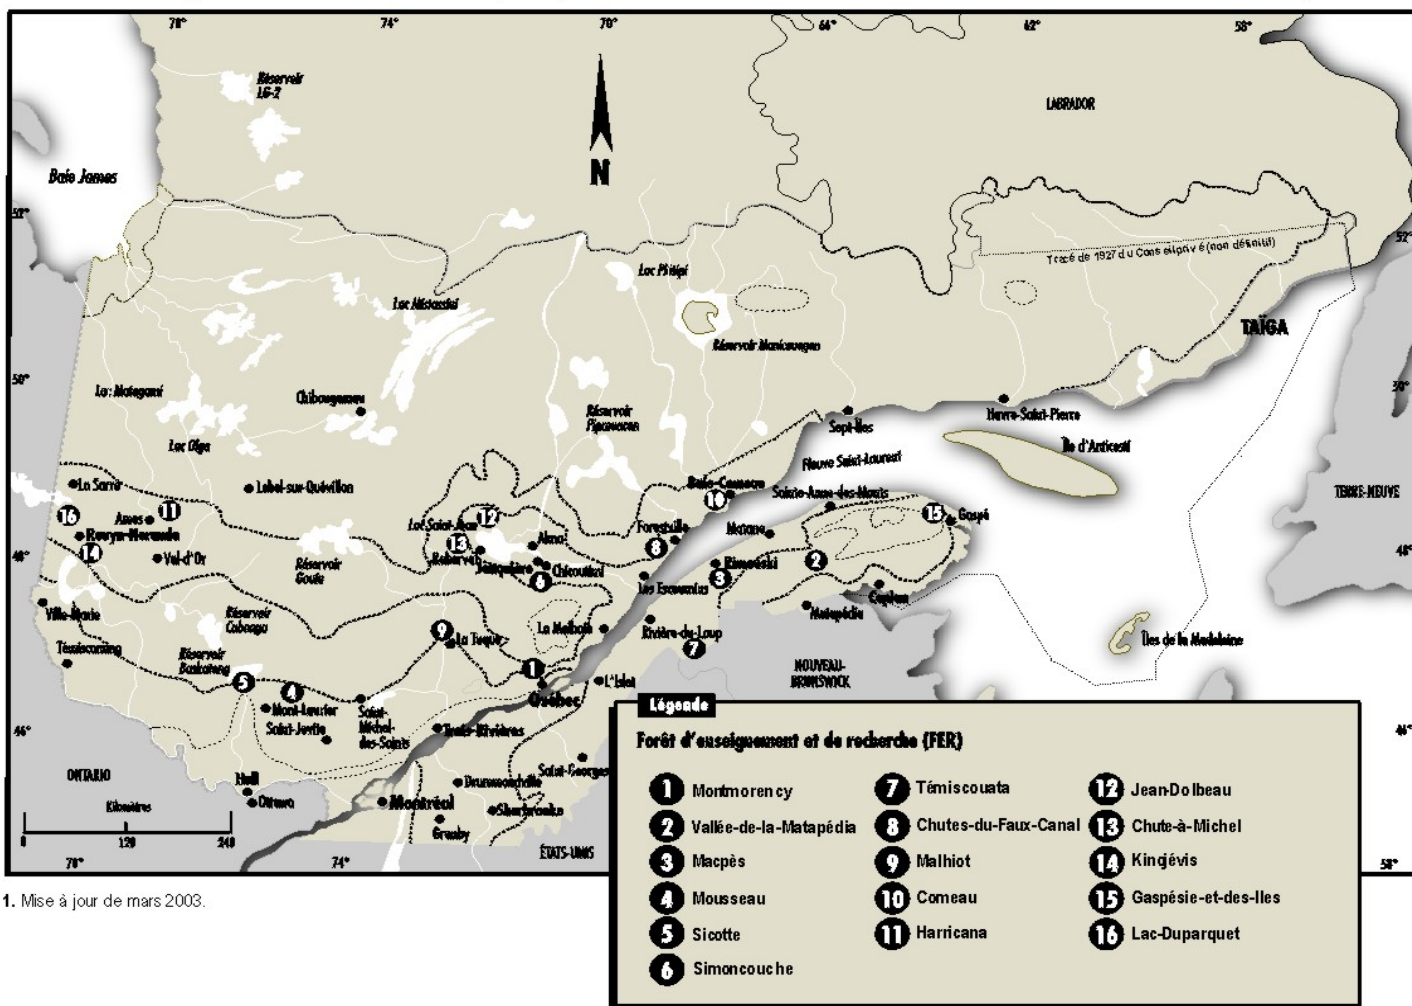 78°
74°
70°
66°
62°
58°
Réservoir
LG-2
LABRADOR
Baie James
N
52°
52°
Tracé de 1927 du Conseil privé (non définitif)
Lac Mistassini
TAÏGA
Réservoir Manicouagan
50°
50°
Chibougamau
Réservoir
Sept-Îles
Havre-Saint-Pierre
Lac Olga
Île d'Anticosti
Fleuve Saint-Laurent
La Sarre
Lebel-sur-Quévillon
Baie-Comeau
10
Sainte-Anne-des-Monts
TERRE-NEUVE
16
Amos
11
Lac Saint-Jean
12
Forestville
Matane
15
Gaspé
Rouyn-Noranda
14
Val-d'Or
13
Roberval
Alma
8
48°
48°
Réservoir
Gouin
Jonquière
Chicoutimi
6
Rimouski
3
2
Les Escoumins
Ville-Marie
Réservoir
Cabonga
Matapédia
9
La Tuque
La Malbaie
Rivière-du-Loup
7
Îles de la Madeleine
Témiscaming
Réservoir
Baskatong
1
NOUVEAU-
BRUNSWICK
5
4
Québec
L'Islet
Mont-Laurier
Saint-
Michel-
des-Saints
Saint-Jovite
Trois-Rivières
46°
46°
ONTARIO
Hull
Ottawa
Drummondville
Saint-Georges
Montréal
Sherbrooke
Granby
ÉTATS-UNIS
Kilomètres
0 120 240
78°
74°
58°
Légende
Forêt d'enseignement et de recherche (FER)
1 Montmorency
2 Vallée-de-la-Matapédia
3 Macpès
4 Mousseau
5 Sicotte
6 Simoncouche
7 Témiscouata
8 Chutes-du-Faux-Canal
9 Malhiot
10 Comeau
11 Harricana
12 Jean-Dolbeau
13 Chute-à-Michel
14 Kinojévis
15 Gaspésie-et-des-Iles
16 Lac-Duparquet
1. Mise à jour de mars 2003.